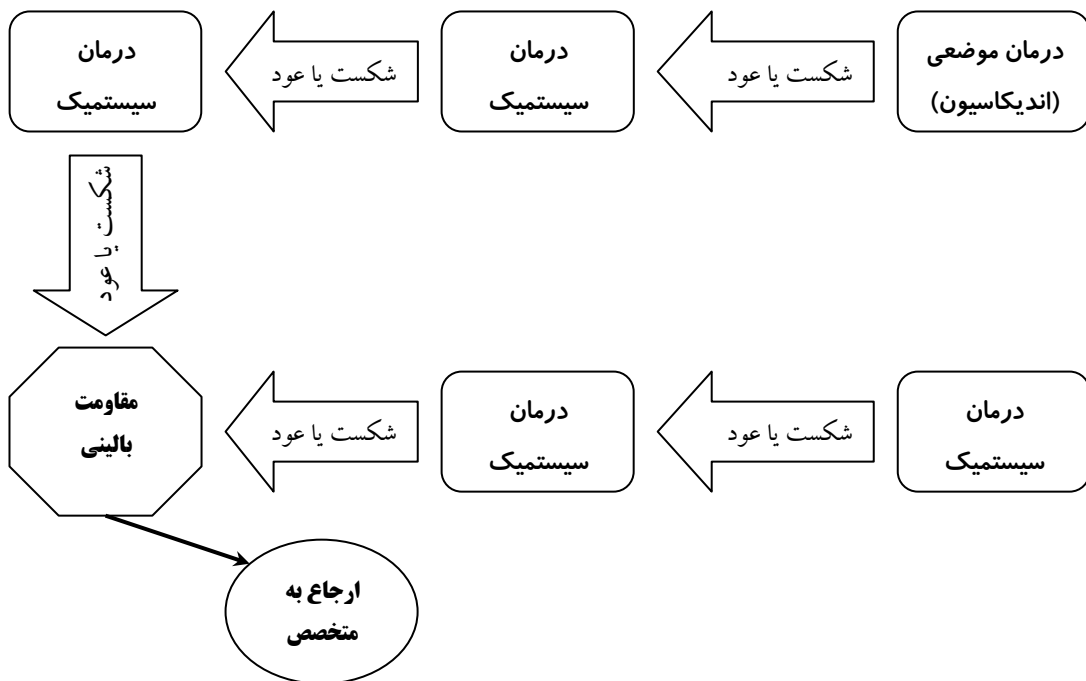 درمان موضعی
(اندیکاسیون)
شکست یا عود
درمان
سیستمیک
شکست یا عود
درمان
سیستمیک
شکست یا عود
درمان
سیستمیک
شکست یا عود
درمان
سیستمیک
شکست یا عود
مقاومت
بالینی
ارجاع به
متخصص